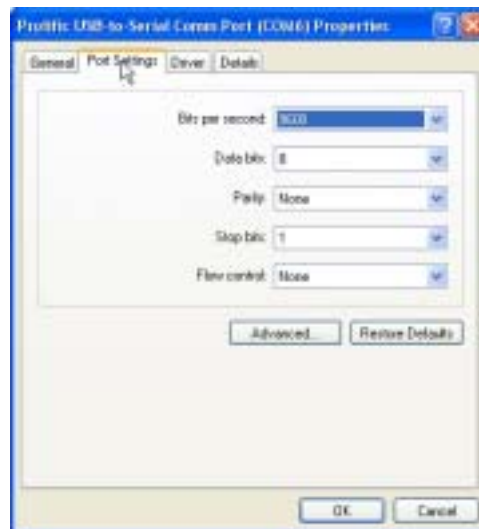 Prolific USB-to-Serial Comm Port (COM6) Properties
General Port Settings Driver Details
Bits per second: 9600
Data bits: 8
Parity: None
Stop bits: 1
Flow control: None
Advanced... Restore Defaults
OK Cancel